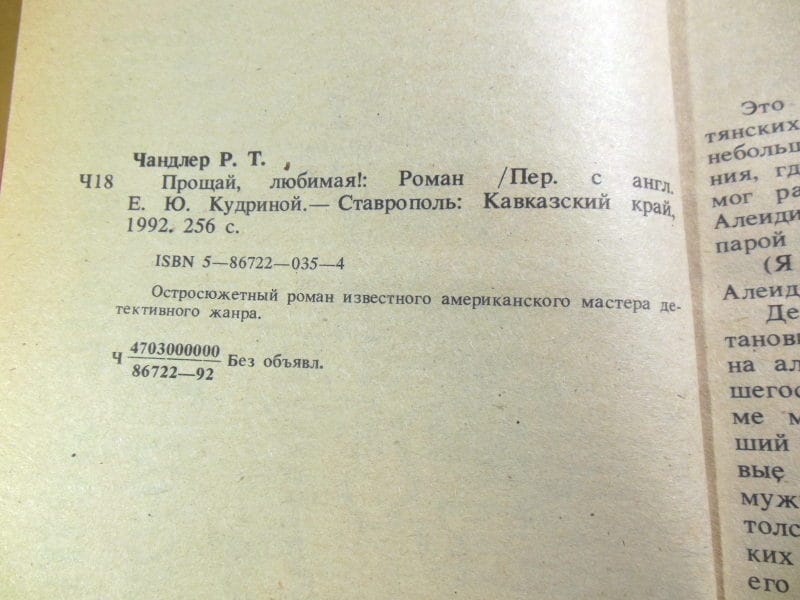 Чандлер Р. Т.
Ч18 Прощай, любимая!: Роман /Пер. с англ.
Е. Ю. Кудриной.— Ставрополь: Кавказский край,
1992. 256 с.
ISBN 5—86722—035—4
Остросюжетный роман известного американского мастера де-
тективного жанра.
Ч 4703000000
86722—92
Без объявл.
Это
тянских
небольш
ния, гд
мог ра
Алеиди
парой
(Я
Алеид
Де
танов
на ал
шегос
ме м
ший
вые
муж
толс
ких
его